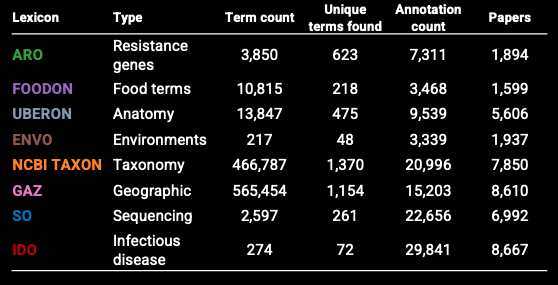 Lexicon Type Term count Unique terms found Annotation count Papers
ARO Resistance genes 3,850 623 7,311 1,894
FOODON Food terms 10,815 218 3,468 1,599
UBERON Anatomy 13,847 475 9,539 5,606
ENVO Environments 217 48 3,339 1,937
NCBI TAXON Taxonomy 466,787 1,370 20,996 7,850
GAZ Geographic 565,454 1,154 15,203 8,610
SO Sequencing 2,597 261 22,656 6,992
IDO Infectious disease 274 72 29,841 8,667